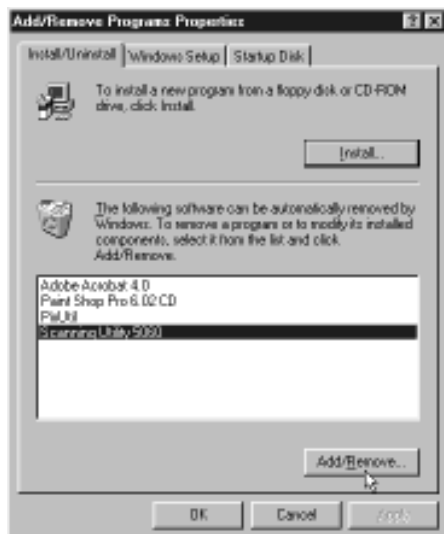 Add/Remove Programs Properties
Install/Uninstall Windows Setup Startup Disk
To install a new program from a floppy disk or CD-ROM
drive, click Install.
Install...
The following software can be automatically removed by
Windows. To remove a program or to modify its installed
components, select it from the list and click
Add/Remove.
Adobe Acrobat 4.0
Paint Shop Pro 6.02 CD
PixUtil
Scanning Utility 5060
Add/Remove...
OK Cancel Apply